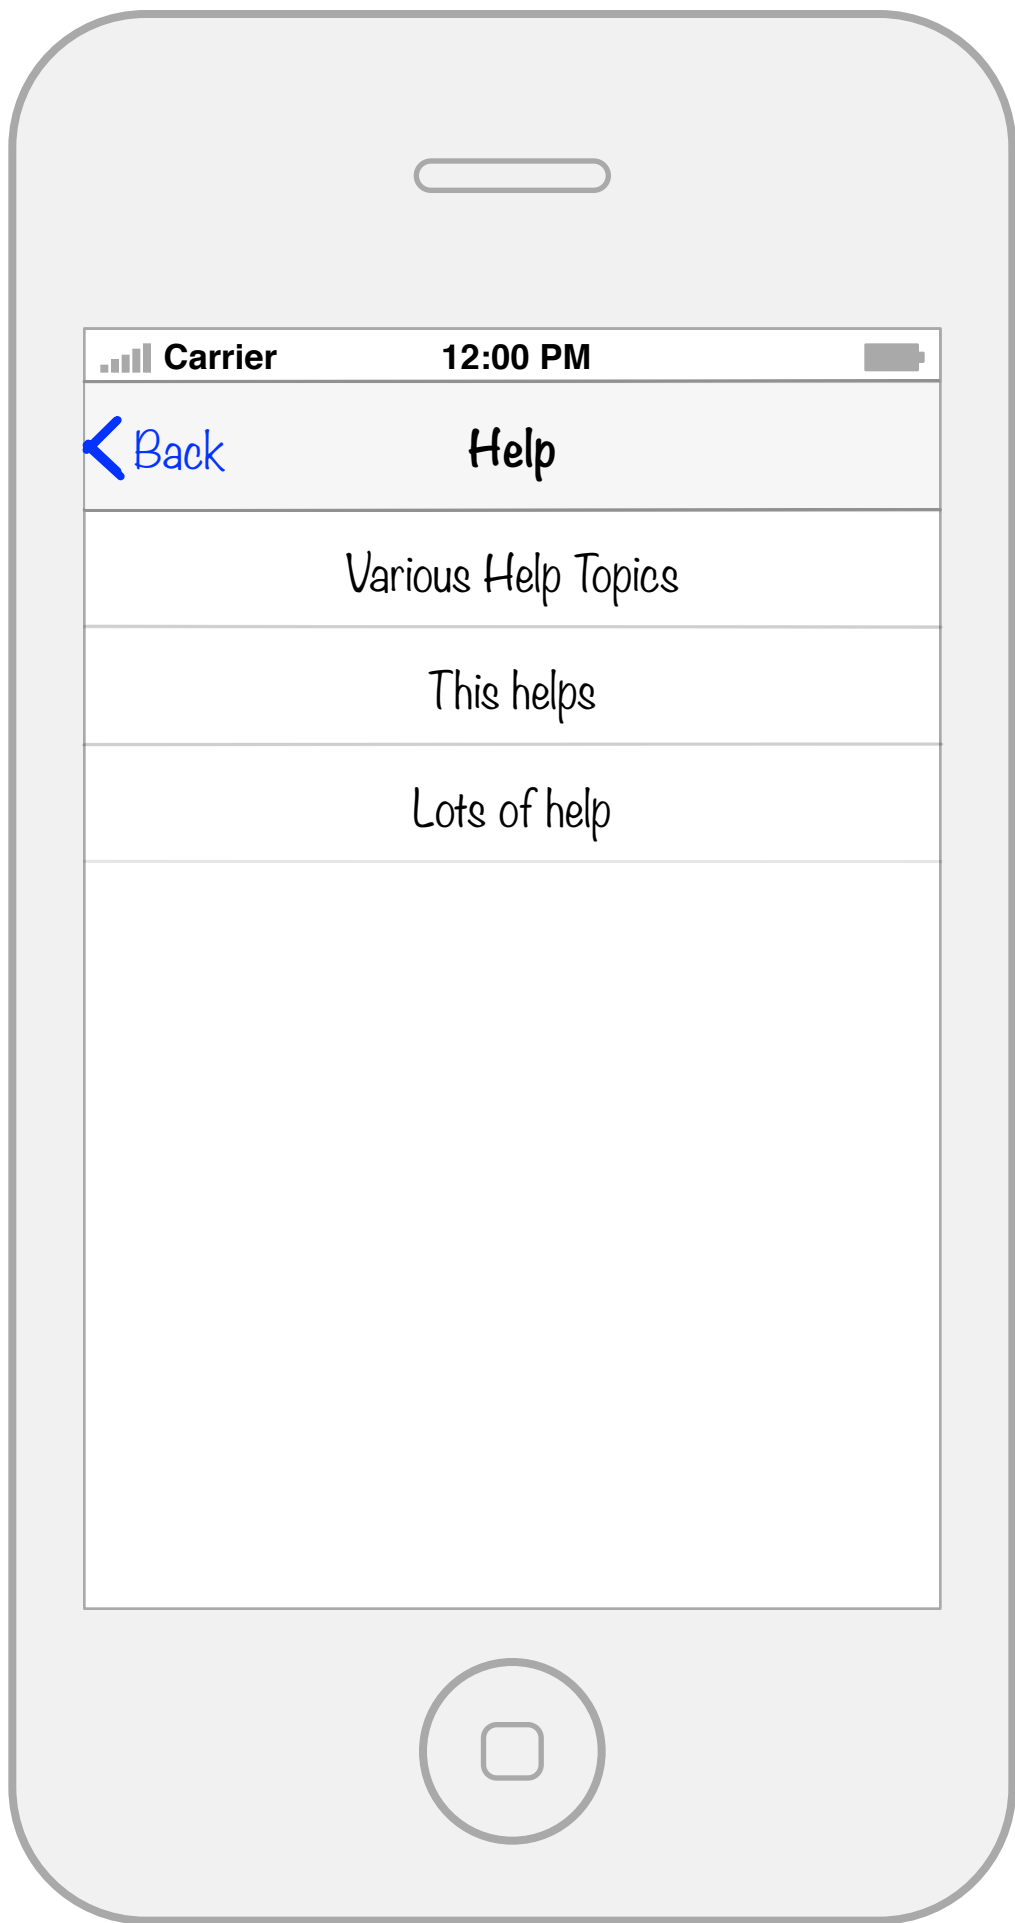 Carrier 12:00 PM
Back Help
Various Help Topics
This helps
Lots of help